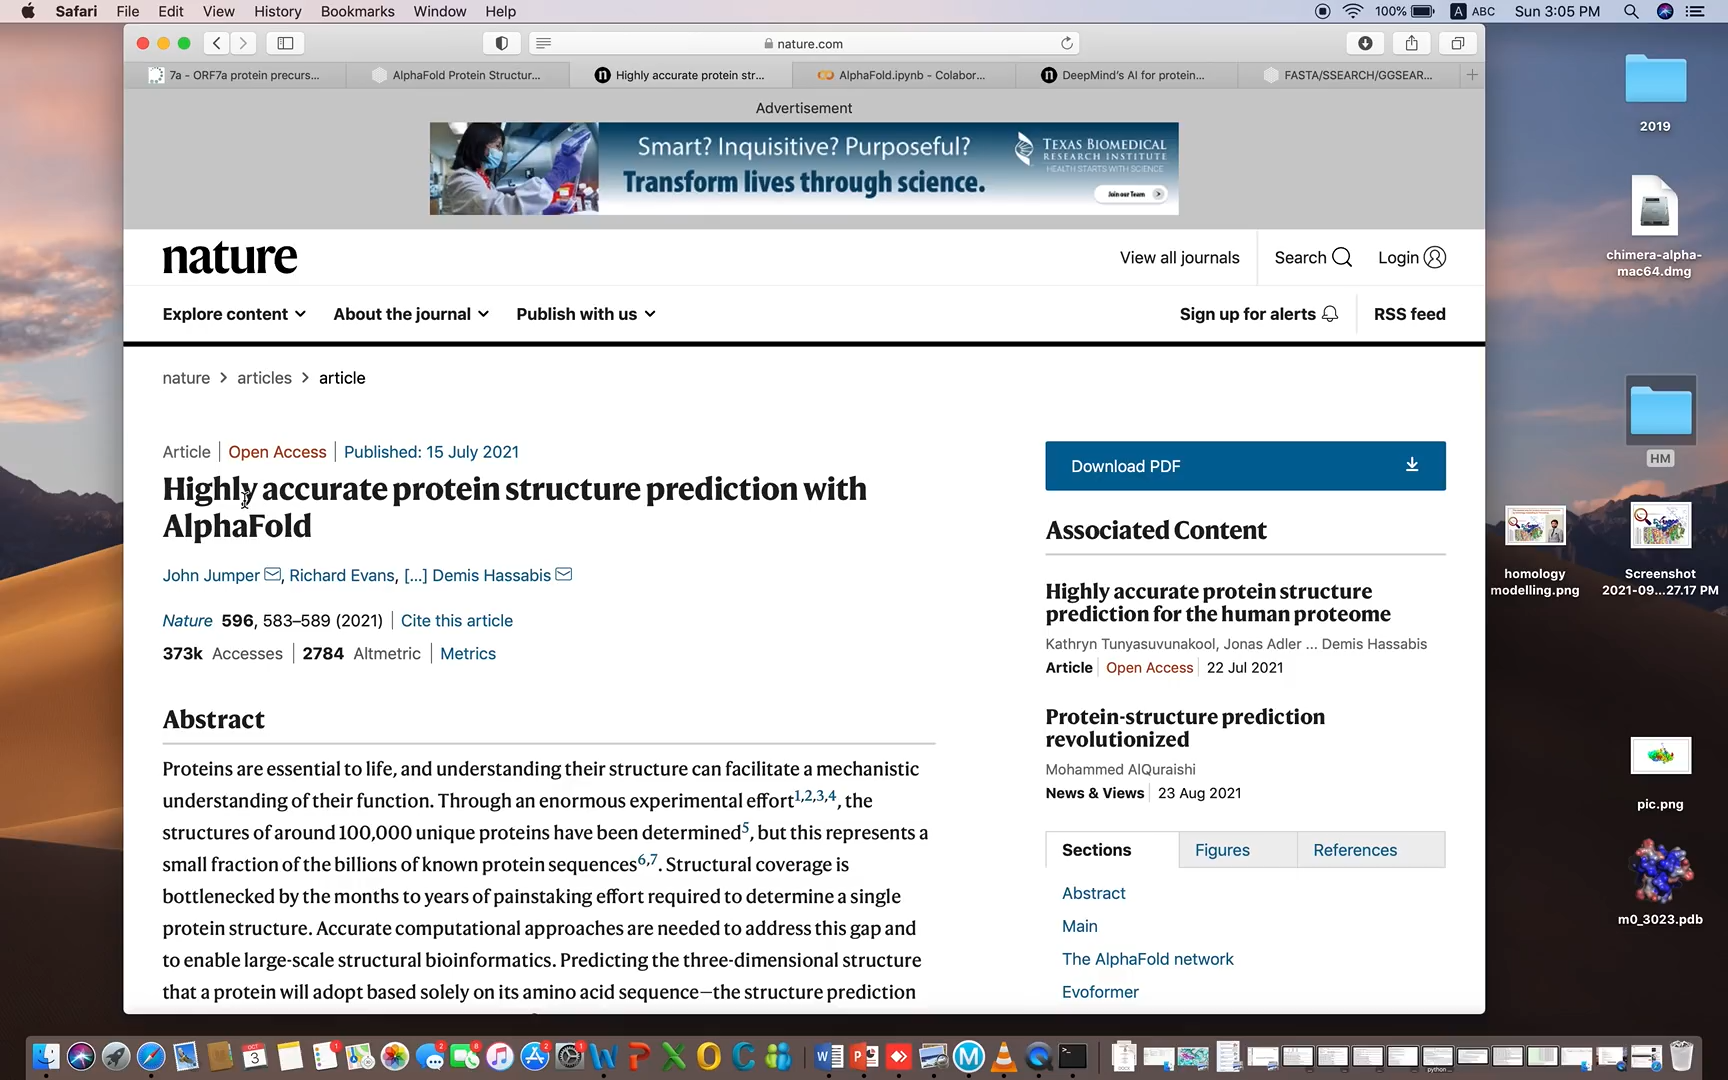 Safari File Edit View History Bookmarks Window Help
100% A ABC Sun 3:05 PM
nature.com
7a - ORF7a protein precurs...
AlphaFold Protein Structur...
Highly accurate protein str...
AlphaFold.ipynb - Colabor...
DeepMind's AI for protein...
FASTA/SSEARCH/GGSEAR...
Advertisement
Smart? Inquisitive? Purposeful?
Transform lives through science.
TEXAS BIOMEDICAL
RESEARCH INSTITUTE
HEALTH STARTS WITH SCIENCE
Join our Team
nature
View all journals
Search
Login
Explore content
About the journal
Publish with us
Sign up for alerts
RSS feed
nature > articles > article
Article | Open Access | Published: 15 July 2021
Highly accurate protein structure prediction with
AlphaFold
John Jumper, Richard Evans, [...] Demis Hassabis
Nature 596, 583–589 (2021) | Cite this article
373k Accesses | 2784 Altmetric | Metrics
Abstract
Proteins are essential to life, and understanding their structure can facilitate a mechanistic
understanding of their function. Through an enormous experimental effort1,2,3,4, the
structures of around 100,000 unique proteins have been determined5, but this represents a
small fraction of the billions of known protein sequences6,7. Structural coverage is
bottlenecked by the months to years of painstaking effort required to determine a single
protein structure. Accurate computational approaches are needed to address this gap and
to enable large-scale structural bioinformatics. Predicting the three-dimensional structure
that a protein will adopt based solely on its amino acid sequence—the structure prediction
Download PDF
Associated Content
Highly accurate protein structure
prediction for the human proteome
Kathryn Tunyasuvunakool, Jonas Adler ... Demis Hassabis
Article | Open Access | 22 Jul 2021
Protein-structure prediction
revolutionized
Mohammed AlQuraishi
News & Views | 23 Aug 2021
Sections
Figures
References
Abstract
Main
The AlphaFold network
Evoformer
2019
chimera-alpha-
mac64.dmg
HM
homology
modelling.png
Screenshot
2021-09...27.17 PM
pic.png
m0_3023.pdb
OCT
3